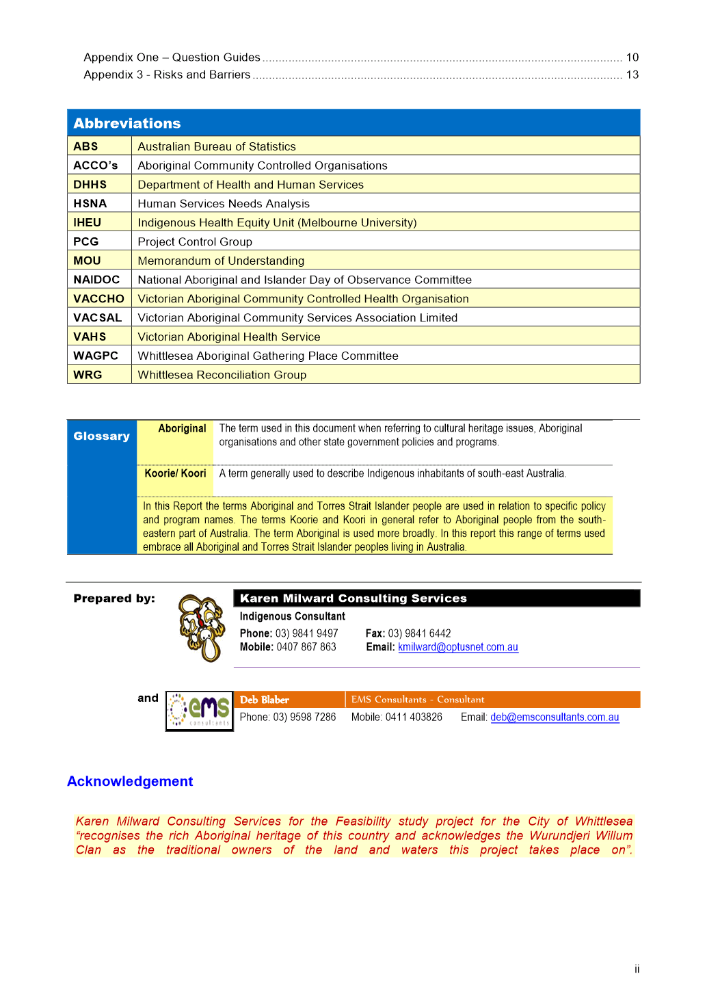 Appendix One – Question Guides 10
Appendix 3 - Risks and Barriers 13
Abbreviations
ABS Australian Bureau of Statistics
ACCO’s Aboriginal Community Controlled Organisations
DHHS Department of Health and Human Services
HSNA Human Services Needs Analysis
IHEU Indigenous Health Equity Unit (Melbourne University)
PCG Project Control Group
MOU Memorandum of Understanding
NAIDOC National Aboriginal and Islander Day of Observance Committee
VACCHO Victorian Aboriginal Community Controlled Health Organisation
VACSAL Victorian Aboriginal Community Services Association Limited
VAHS Victorian Aboriginal Health Service
WAGPC Whittlesea Aboriginal Gathering Place Committee
WRG Whittlesea Reconciliation Group
Glossary
Aboriginal The term used in this document when referring to cultural heritage issues, Aboriginal
organisations and other state government policies and programs.
Koorie/ Koori A term generally used to describe Indigenous inhabitants of south-east Australia.
In this Report the terms Aboriginal and Torres Strait Islander people are used in relation to specific policy
and program names. The terms Koorie and Koori in general refer to Aboriginal people from the south-
eastern part of Australia. The term Aboriginal is used more broadly. In this report this range of terms used
embrace all Aboriginal and Torres Strait Islander peoples living in Australia.
Prepared by:
Karen Milward Consulting Services
Indigenous Consultant
Phone: 03) 9841 9497 Fax: 03) 9841 6442
Mobile: 0407 867 863 Email: kmilward@optusnet.com.au
and
ems
consultants
Deb Blaber EMS Consultants - Consultant
Phone: 03) 9598 7286 Mobile: 0411 403826 Email: deb@emsconsultants.com.au
Acknowledgement
Karen Milward Consulting Services for the Feasibility study project for the City of Whittlesea
“recognises the rich Aboriginal heritage of this country and acknowledges the Wurundjeri Willum
Clan as the traditional owners of the land and waters this project takes place on”.
ii